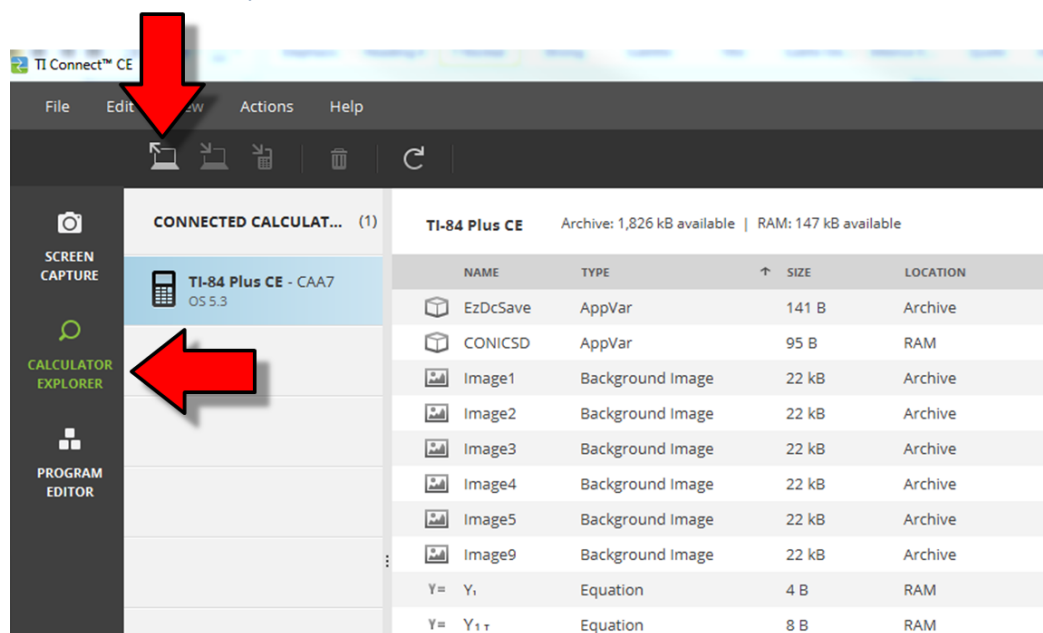 TI Connect™ CE
File Edit ew Actions Help
SCREEN
CAPTURE
CALCULATOR
EXPLORER
PROGRAM
EDITOR
CONNECTED CALCULAT... (1)
TI-84 Plus CE - CAA7
OS 5.3
TI-84 Plus CE Archive: 1,826 kB available | RAM: 147 kB available
NAME TYPE ↑ SIZE LOCATION
EzDcSave AppVar 141 B Archive
CONICSD AppVar 95 B RAM
Image1 Background Image 22 kB Archive
Image2 Background Image 22 kB Archive
Image3 Background Image 22 kB Archive
Image4 Background Image 22 kB Archive
Image5 Background Image 22 kB Archive
Image9 Background Image 22 kB Archive
Y= Y₁ Equation 4 B RAM
Y= Y₁ᴛ Equation 8 B RAM